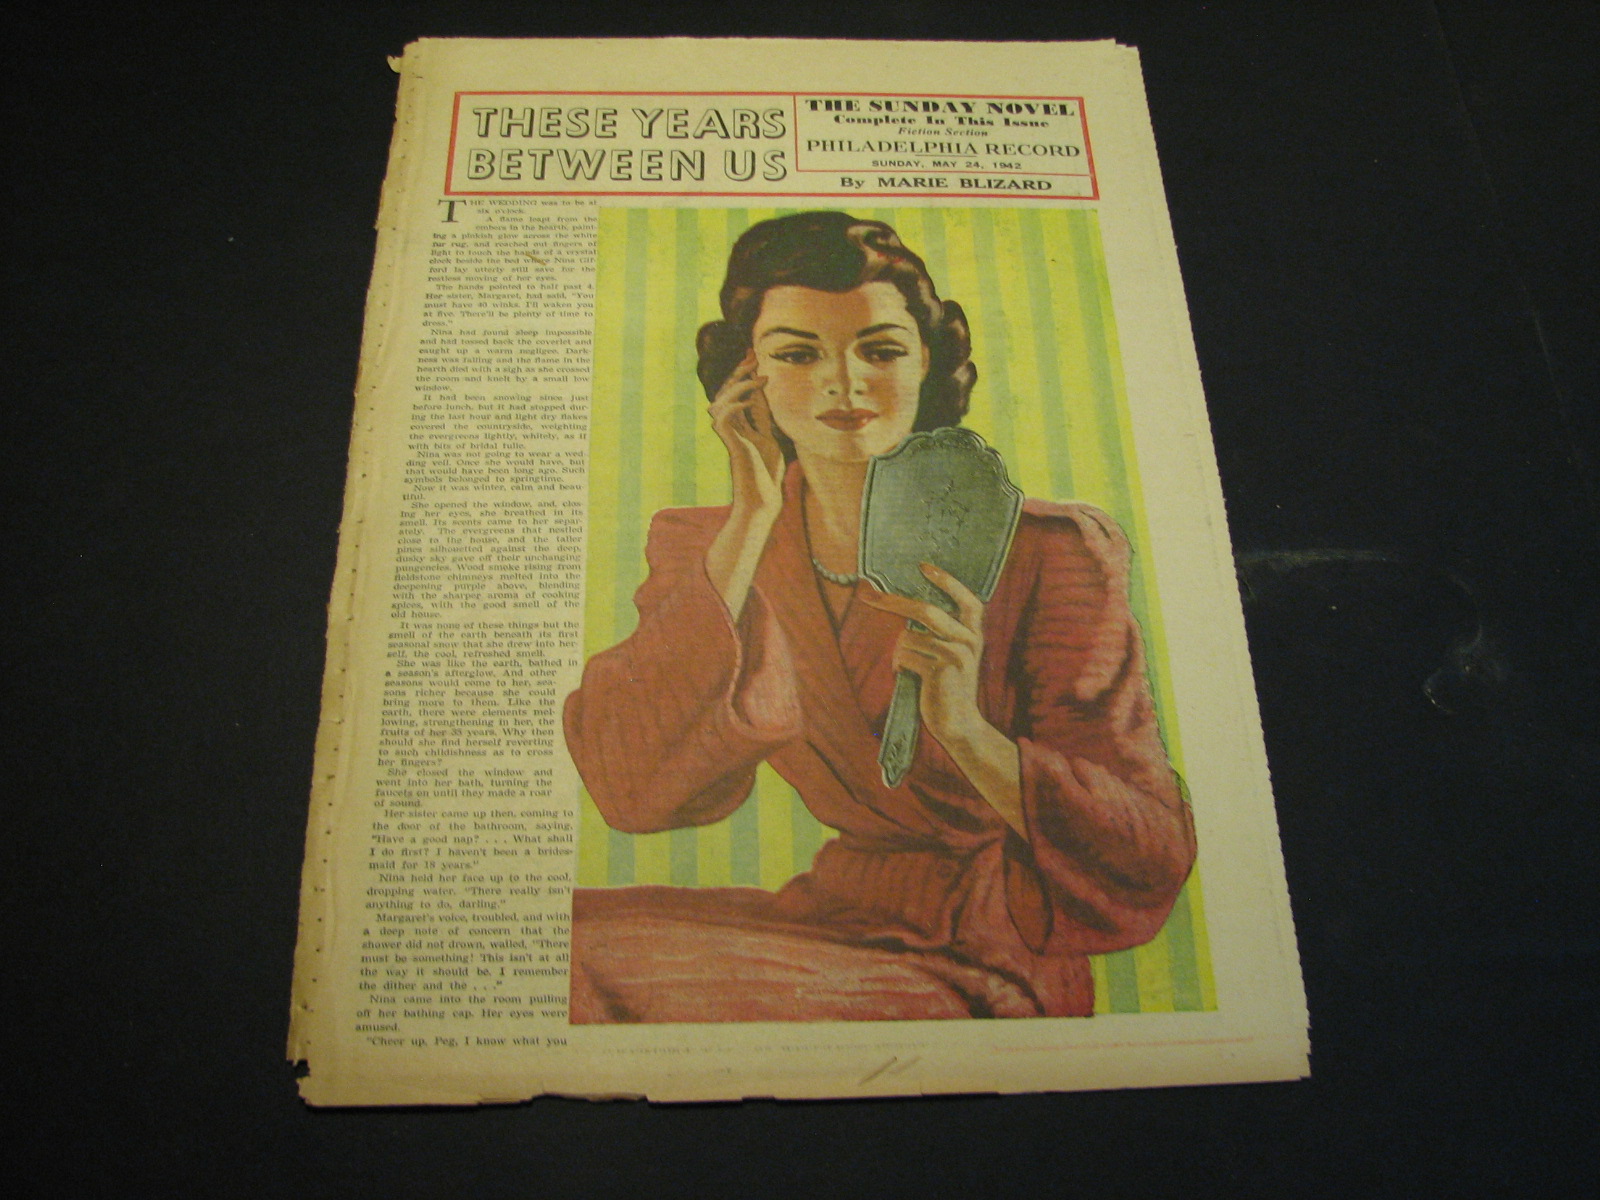 THESE YEARS
BETWEEN US
THE SUNDAY NOVEL
Complete In This Issue
Fiction Section
PHILADELPHIA RECORD
SUNDAY, MAY 24, 1942
By MARIE BLIZARD
THE WEDDING was to be at
six o'clock.
A flame leapt from the
embers in the hearth, paint-
ing a pinkish glow across the white
fur rug, and reached out fingers of
light to touch the hands of a crystal
clock beside the bed where Nina Gif-
ford lay utterly still save for the
restless moving of her eyes.
The hands pointed to half past 4.
Her sister, Margaret, had said, "You
must have 40 winks. I'll waken you
at five. There'll be plenty of time to
dress."
Nina had found sleep impossible
and had tossed back the coverlet and
caught up a warm negligee. Dark-
ness was falling and the flame in the
hearth died with a sigh as she crossed
the room and knelt by a small low
window.
It had been snowing since just
before lunch, but it had stopped dur-
ing the last hour and light dry flakes
covered the countryside, weighting
the evergreens lightly, whitely, as if
with bits of bridal tulle.
Nina was not going to wear a wed-
ding veil. Once she would have, but
that would have been long ago. Such
symbols belonged to springtime.
Now it was winter, calm and beau-
tiful.
She opened the window, and, clos-
ing her eyes, she breathed in its
smell. Its scents came to her separ-
ately. The evergreens that nestled
close to the house, and the taller
pines silhouetted against the deep,
dusky sky gave off their unchanging
pungencies. Wood smoke rising from
fieldstone chimneys melted into the
deepening purple above, blending
with the sharper aroma of cooking
spices, with the good smell of the
old house.
It was none of these things but the
smell of the earth beneath its first
seasonal snow that she drew into her-
self, the cool, refreshed smell.
She was like the earth, bathed in
a season's afterglow. And other
seasons would come to her, sea-
sons richer because she could
bring more to them. Like the
earth, there were elements mel-
lowing, strengthening in her, the
fruits of her 35 years. Why then
should she find herself reverting
to such childishness as to cross
her fingers?
She closed the window and
went into her bath, turning the
faucets on until they made a roar
of sound.
Her sister came up then, coming to
the door of the bathroom, saying,
"Have a good nap? . . . What shall
I do first? I haven't been a brides-
maid for 18 years."
Nina held her face up to the cool,
dropping water. "There really isn't
anything to do, darling."
Margaret's voice, troubled, and with
a deep note of concern that the
shower did not drown, wailed, "There
must be something! This isn't at all
the way it should be. I remember
the dither and the . . ."
Nina came into the room pulling
off her bathing cap. Her eyes were
amused.
"Cheer up, Peg, I know what you